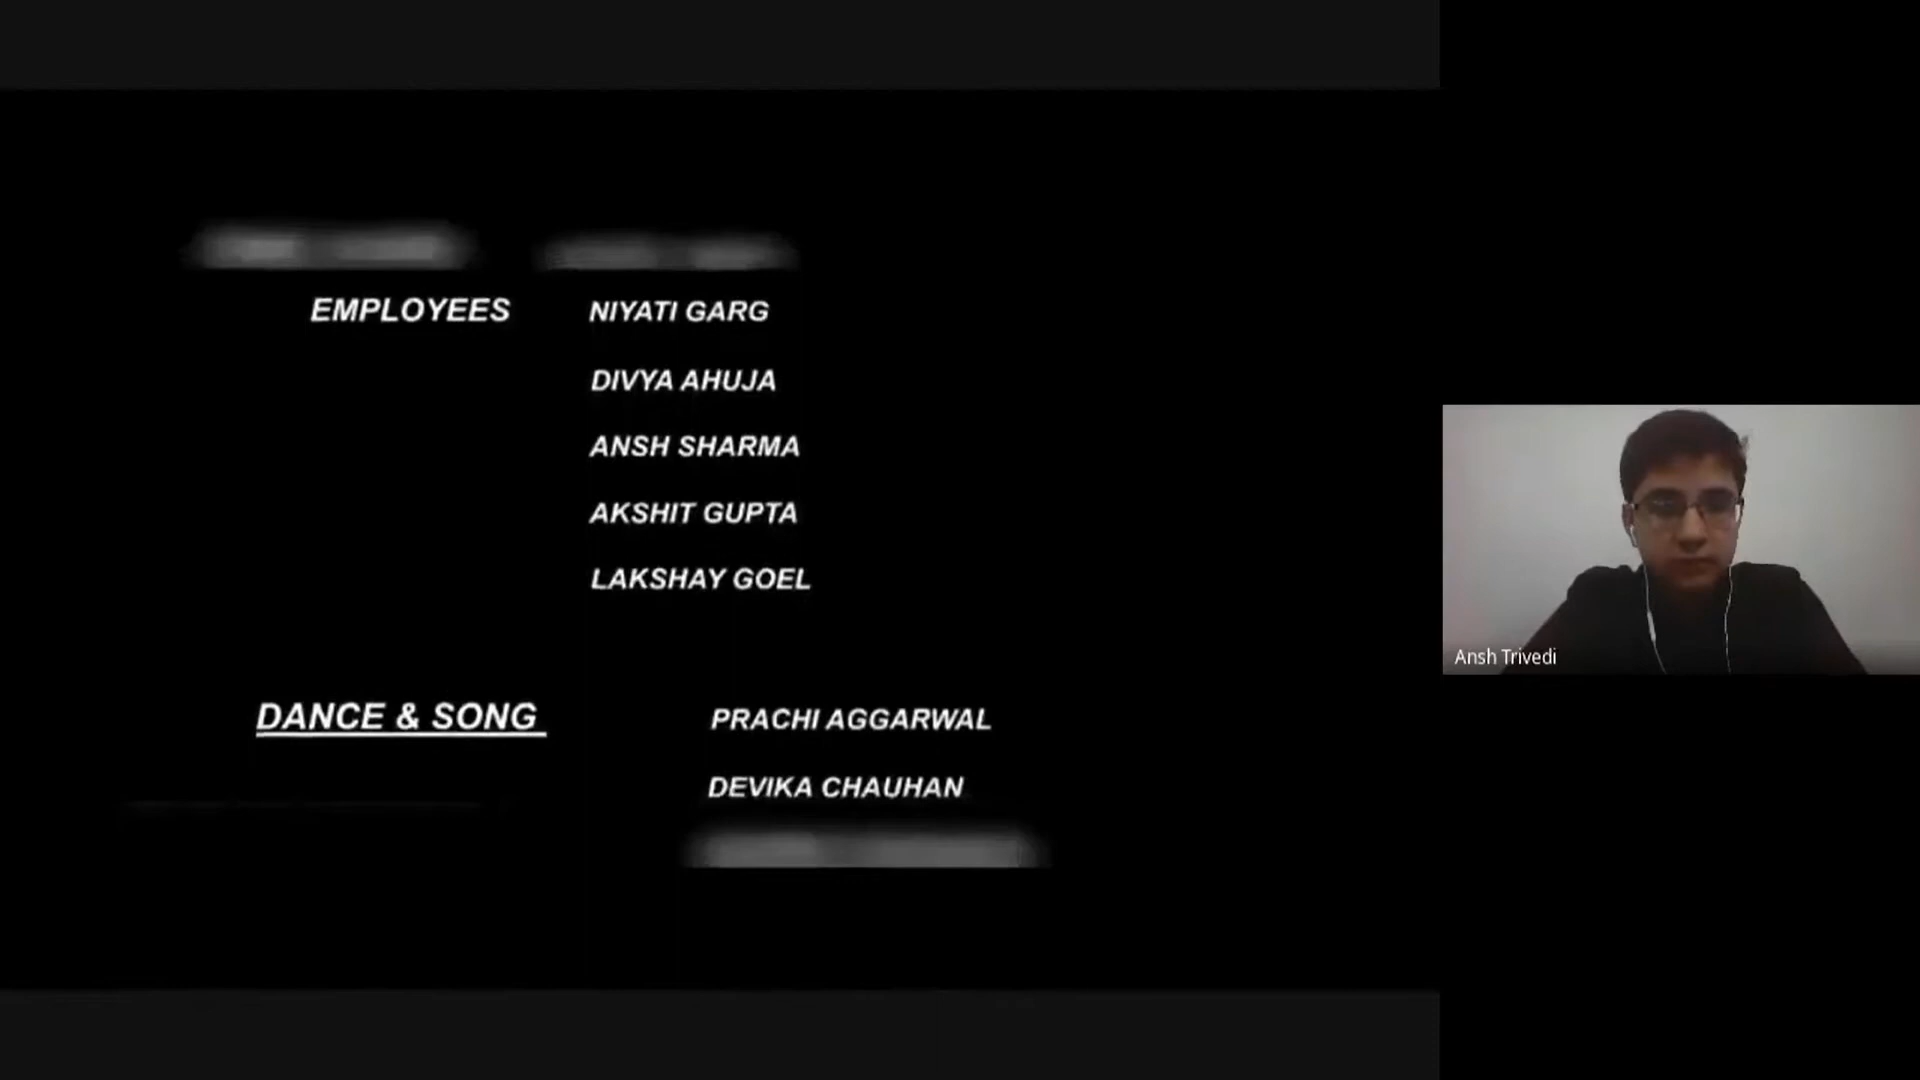 EMPLOYEES NIYATI GARG
DIVYA AHUJA
ANSH SHARMA
AKSHIT GUPTA
LAKSHAY GOEL
DANCE & SONG PRACHI AGGARWAL
DEVIKA CHAUHAN
Ansh Trivedi